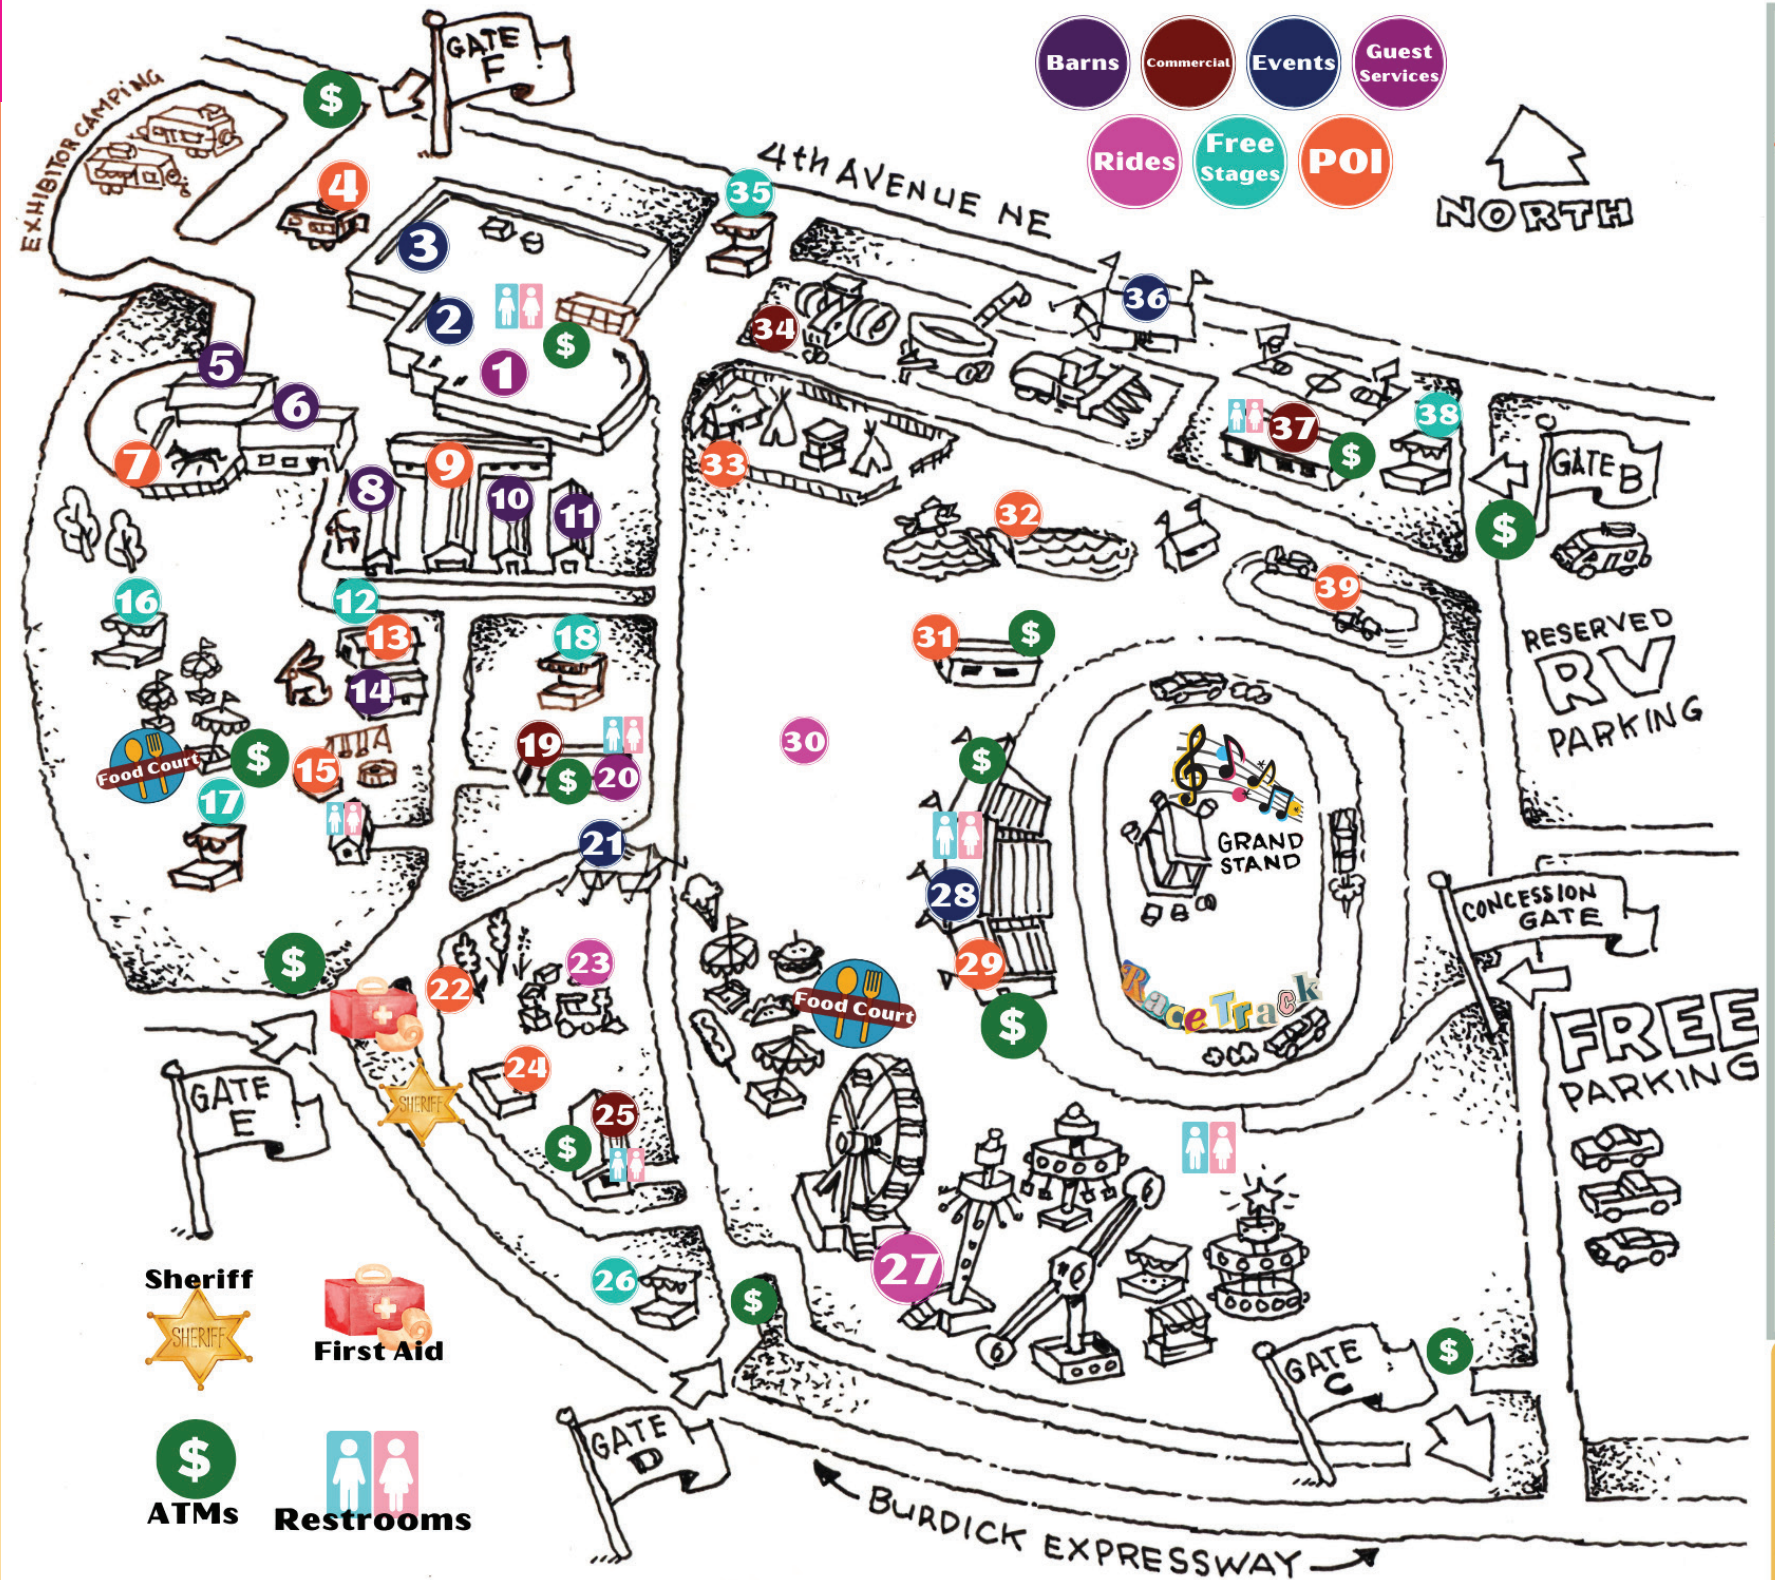 GATE
F
EXHIBITOR CAMPING
$
Barns
Commercial
Events
Guest
Services
Rides
Free
Stages
POI
NORTH
4th AVENUE NE
4
35
3
36
2
$
34
1
5
6
38
37
$
GATE
B
7
9
33
8
10
11
32
$
16
12
39
13
31
$
18
RESERVED
RV
PARKING
14
19
30
$
Food Court
$
15
$
20
17
GRAND
STAND
21
28
CONCESSION
GATE
$
22
23
29
Food Court
Race Track
$
FREE
PARKING
24
SHERIFF
GATE
E
25
$
27
26
6
#6
6
$
Sheriff
SHERIFF
First Aid
GATE
C
$
GATE
D
$
ATMs
Restrooms
BURDICK EXPRESSWAY